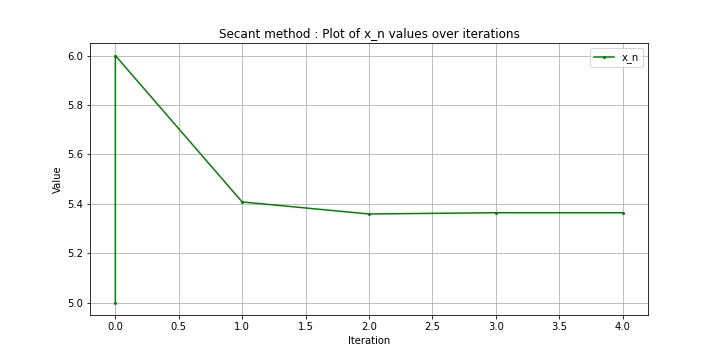 Secant method : Plot of x_n values over iterations
x_n
6.0
5.8
5.6
5.4
5.2
5.0
Value
0.0 0.5 1.0 1.5 2.0 2.5 3.0 3.5 4.0
Iteration